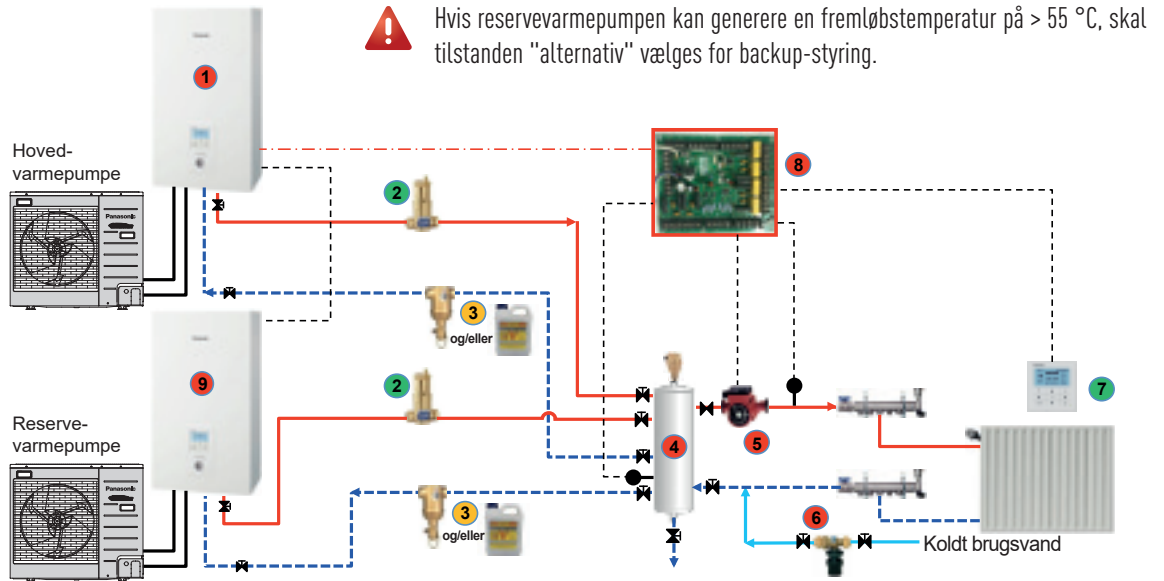 Hvis reservevarmepumpen kan generere en fremløbstemperatur på > 55 °C, skal
tilstanden "alternativ" vælges for backup-styring.
1
Hoved-
varmepumpe
Panasonic
2
8
3
og/eller
9
2
7
Reserve-
varmepumpe
Panasonic
4
5
3
og/eller
6
Koldt brugsvand